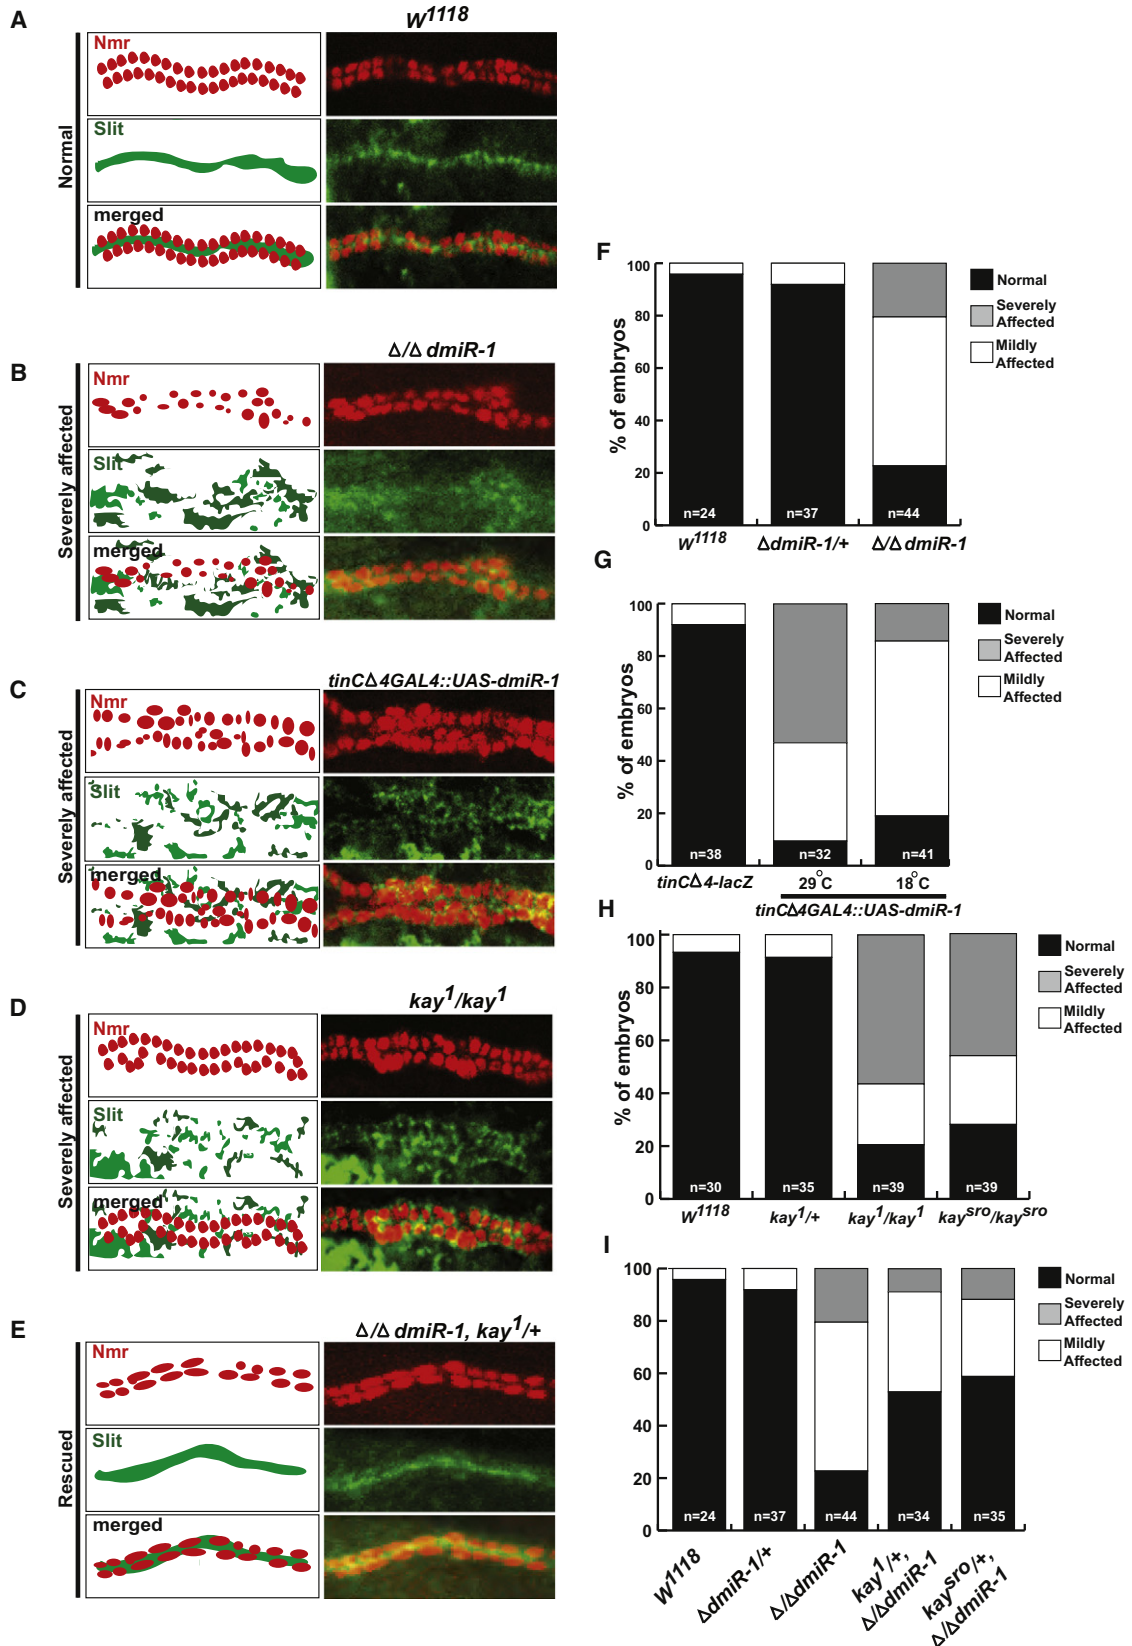 A
W1118
Nmr
Slit
merged
Normal
B
Δ/Δ dmiR-1
Nmr
Slit
merged
Severely affected
C
tinCΔ4GAL4::UAS-dmiR-1
Nmr
Slit
merged
Severely affected
D
kay1/kay1
Nmr
Slit
merged
Severely affected
E
Δ/Δ dmiR-1, kay1/+
Nmr
Slit
merged
Rescued
F
% of embryos
100
80
60
40
20
0
n=24
n=37
n=44
W1118
ΔdmiR-1/+
Δ/Δ dmiR-1
Normal
Severely
Affected
Mildly
Affected
G
% of embryos
100
80
60
40
20
0
n=38
n=32
n=41
tinCΔ4-lacZ
29°C
18°C
tinCΔ4GAL4::UAS-dmiR-1
Normal
Severely
Affected
Mildly
Affected
H
% of embryos
100
80
60
40
20
0
n=30
n=35
n=39
n=39
W1118
kay1/+
kay1/kay1
kaysro/kaysro
Normal
Severely
Affected
Mildly
Affected
I
100
80
60
40
20
0
n=24
n=37
n=44
n=34
n=35
W1118
ΔdmiR-1/+
Δ/ΔdmiR-1
kay1/+,
Δ/ΔdmiR-1
kaysro/+,
Δ/ΔdmiR-1
Normal
Severely
Affected
Mildly
Affected